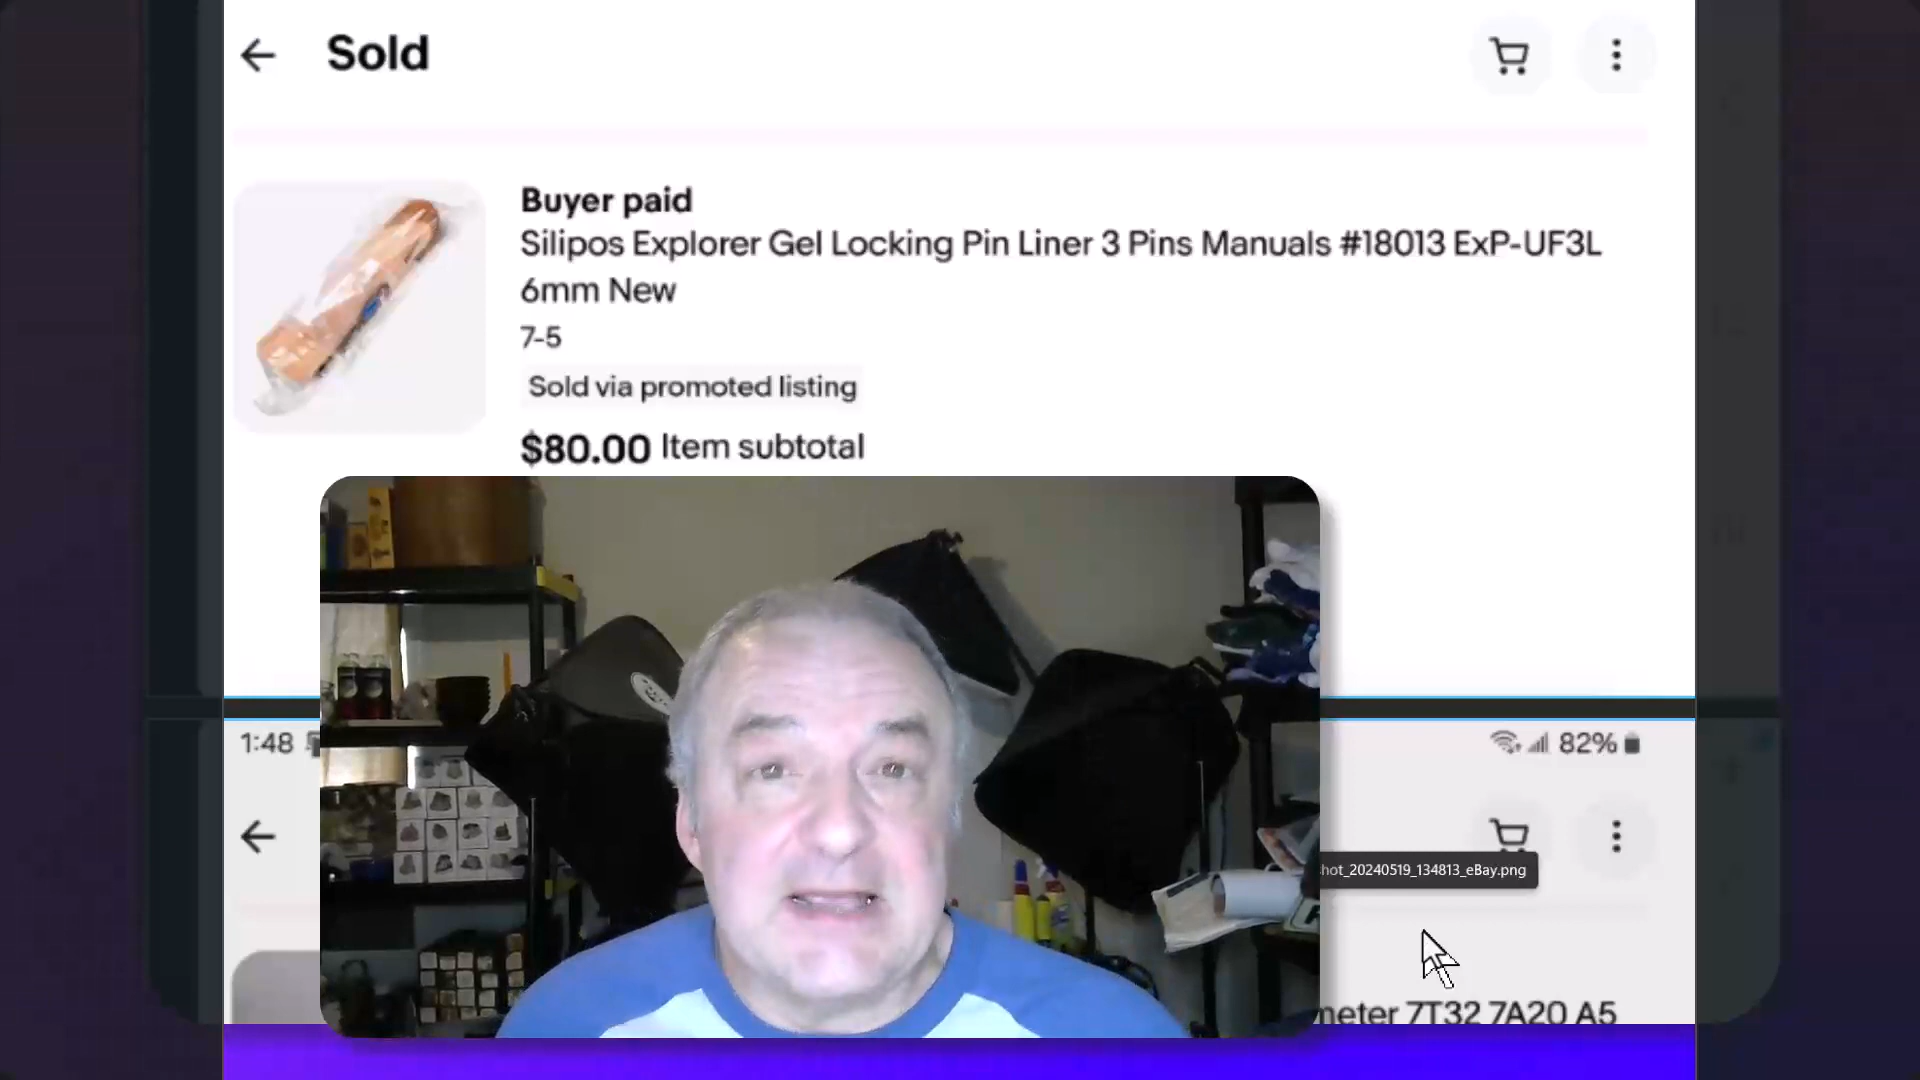 Sold
Buyer paid
Silipos Explorer Gel Locking Pin Liner 3 Pins Manuals #18013 ExP-UF3L
6mm New
7-5
Sold via promoted listing
$80.00 Item subtotal
1:48
82%
hot_20240519_134813_eBay.png
meter 7T32 7A20 A5